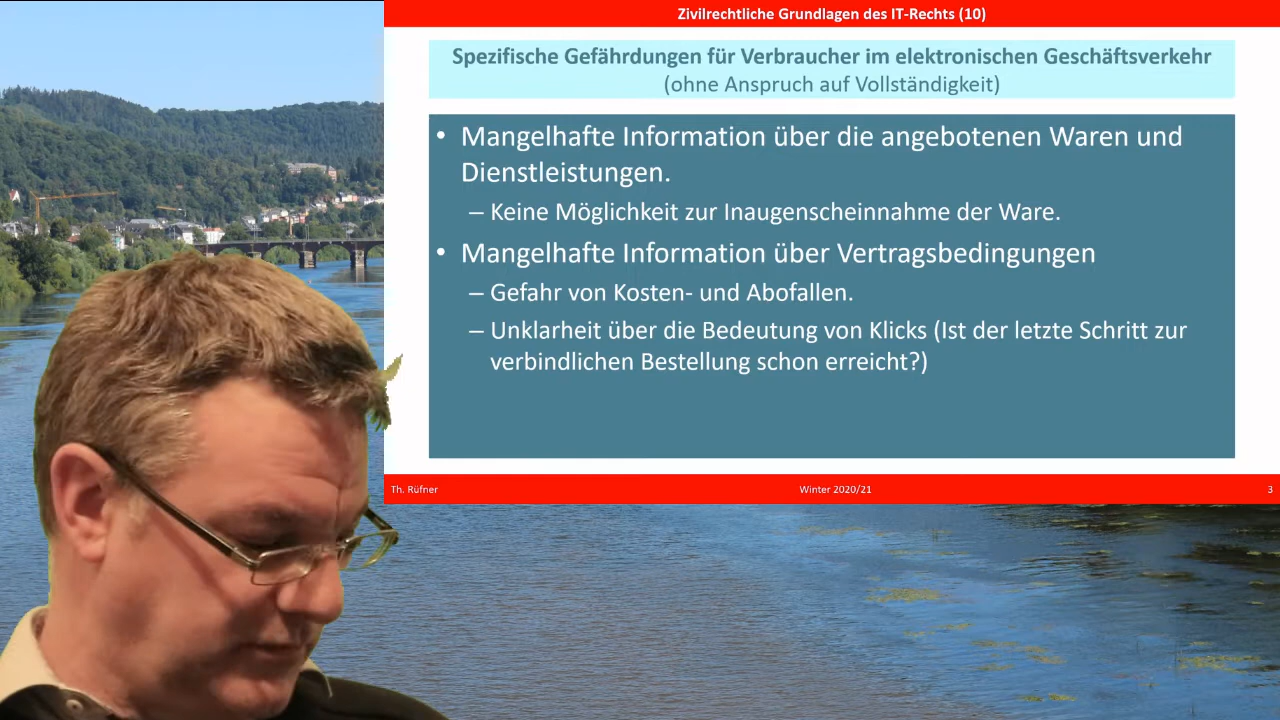 Zivilrechtliche Grundlagen des IT-Rechts (10)
Spezifische Gefährdungen für Verbraucher im elektronischen Geschäftsverkehr
(ohne Anspruch auf Vollständigkeit)
• Mangelhafte Information über die angebotenen Waren und
Dienstleistungen.
– Keine Möglichkeit zur Inaugenscheinnahme der Ware.
• Mangelhafte Information über Vertragsbedingungen
– Gefahr von Kosten- und Abofallen.
– Unklarheit über die Bedeutung von Klicks (Ist der letzte Schritt zur
verbindlichen Bestellung schon erreicht?)
Th. Rüfner
Winter 2020/21
3